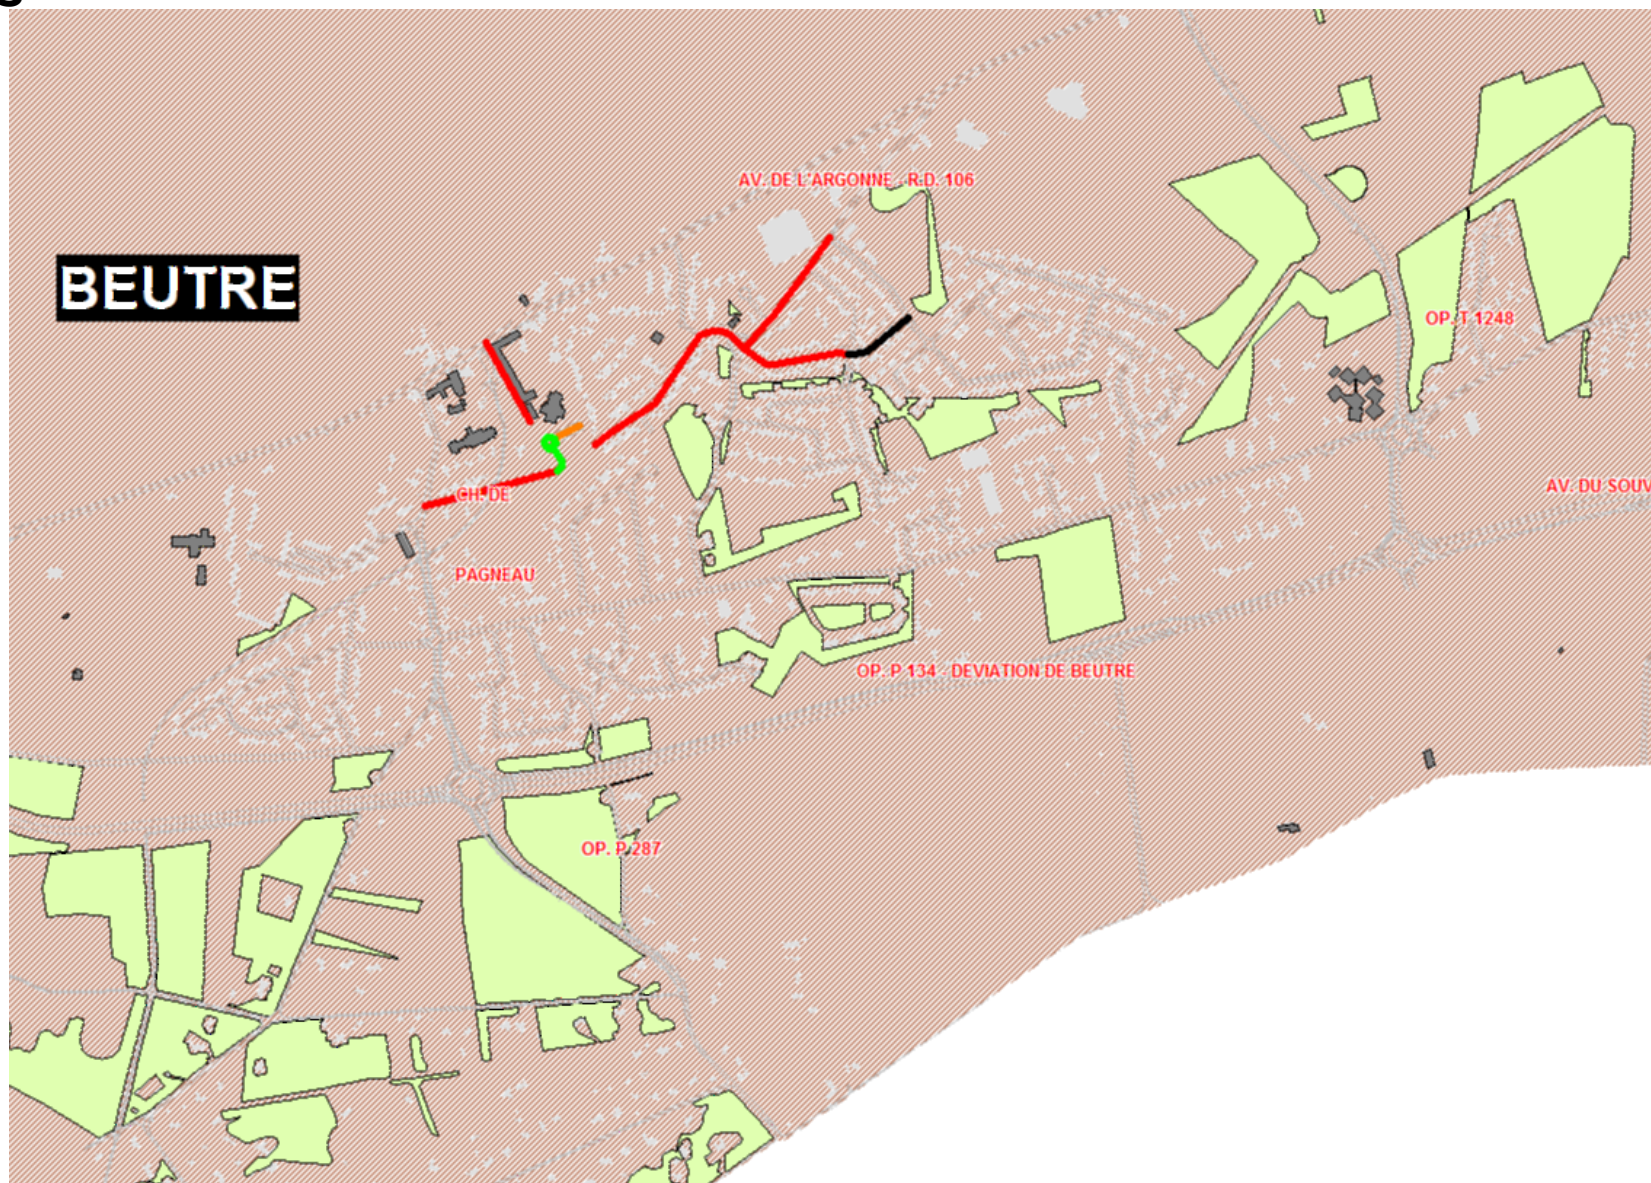 AV. DE L'ARGONNE - R.D. 106
BEUTRE
OP. T 1248
AV. DU SOUV
CH. DE
PAGNEAU
OP. P 134 - DEVIATION DE BEUTRE
OP. P 287